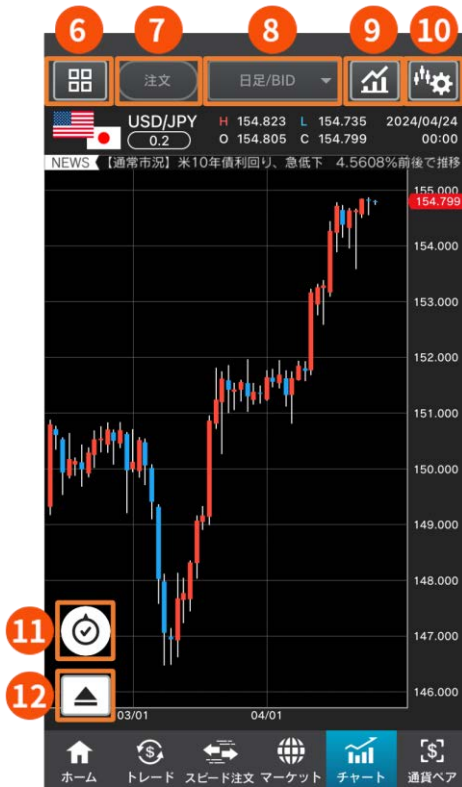 6 7 8 9 10
注文 日足/BID
USD/JPY H 154.823 L 154.735 2024/04/24
0.2 O 154.805 C 154.799 00:00
NEWS 【通常市況】米10年債利回り、急低下 4.5608%前後で推移
155.000
154.799
154.000
153.000
152.000
151.000
150.000
149.000
148.000
11
147.000
12
146.000
03/01 04/01
ホーム トレード スピード注文 マーケット チャート 通貨ペア